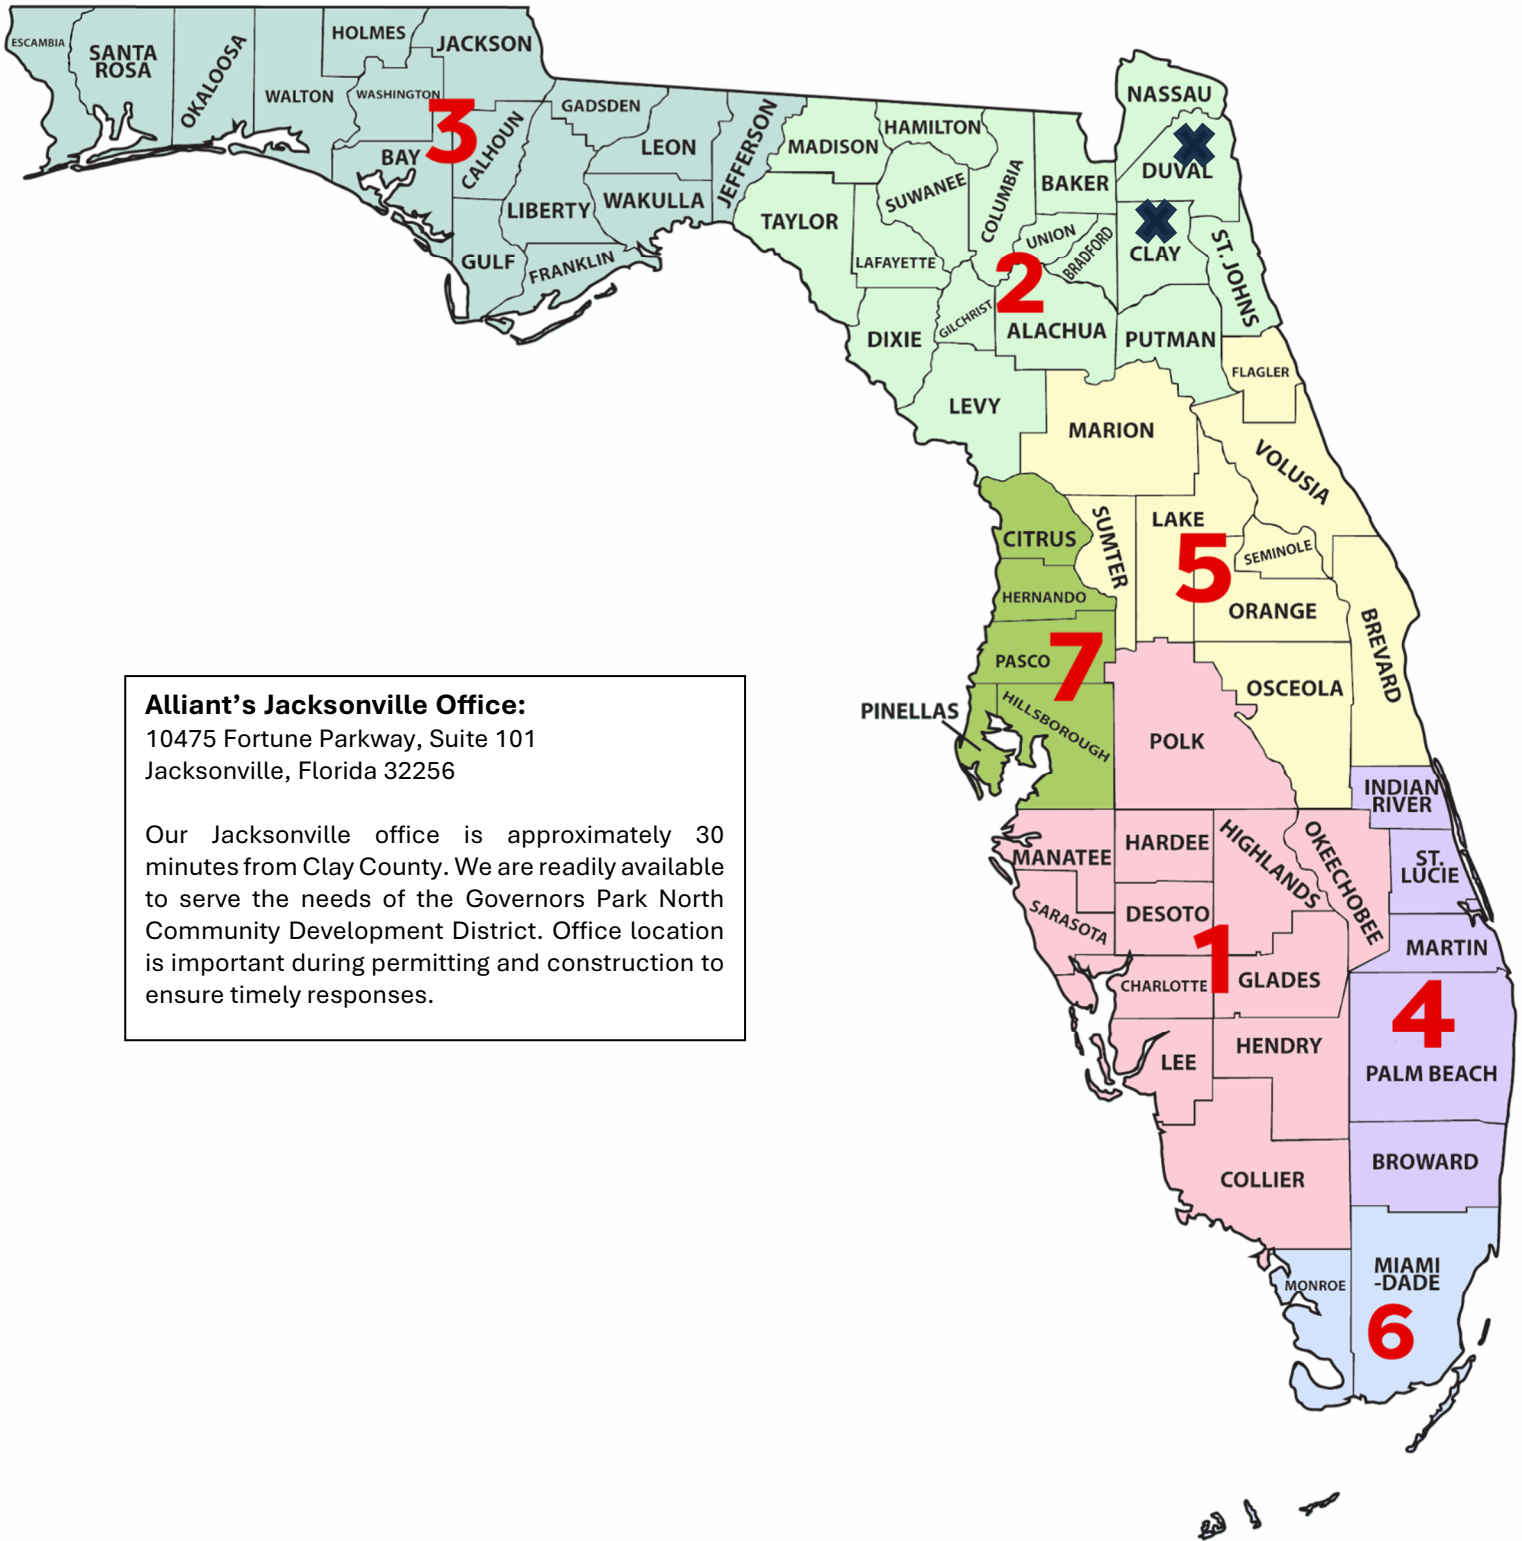 ESCAMBIA
SANTA
ROSA
OKALOOSA
WALTON
HOLMES
WASHINGTON
JACKSON
3
BAY
CALHOUN
GADSDEN
LIBERTY
GULF
FRANKLIN
LEON
WAKULLA
JEFFERSON
MADISON
TAYLOR
HAMILTON
SUWANEE
LAFAYETTE
DIXIE
COLUMBIA
GILCHRIST
2
BAKER
UNION
BRADFORD
ALACHUA
LEVY
NASSAU
DUVAL
CLAY
ST. JOHNS
PUTMAN
FLAGLER
MARION
VOLUSIA
CITRUS
SUMTER
LAKE
5
SEMINOLE
HERNANDO
ORANGE
BREVARD
PASCO
7
OSCEOLA
PINELLAS
HILLSBOROUGH
POLK
Alliant’s Jacksonville Office:
10475 Fortune Parkway, Suite 101
Jacksonville, Florida 32256
Our Jacksonville office is approximately 30
minutes from Clay County. We are readily available
to serve the needs of the Governors Park North
Community Development District. Office location
is important during permitting and construction to
ensure timely responses.
INDIAN
RIVER
MANATEE
HARDEE
HIGHLANDS
OKEECHOBEE
ST.
LUCIE
SARASOTA
DESOTO
1
MARTIN
CHARLOTTE
GLADES
4
LEE
HENDRY
PALM BEACH
COLLIER
BROWARD
MONROE
MIAMI
-DADE
6